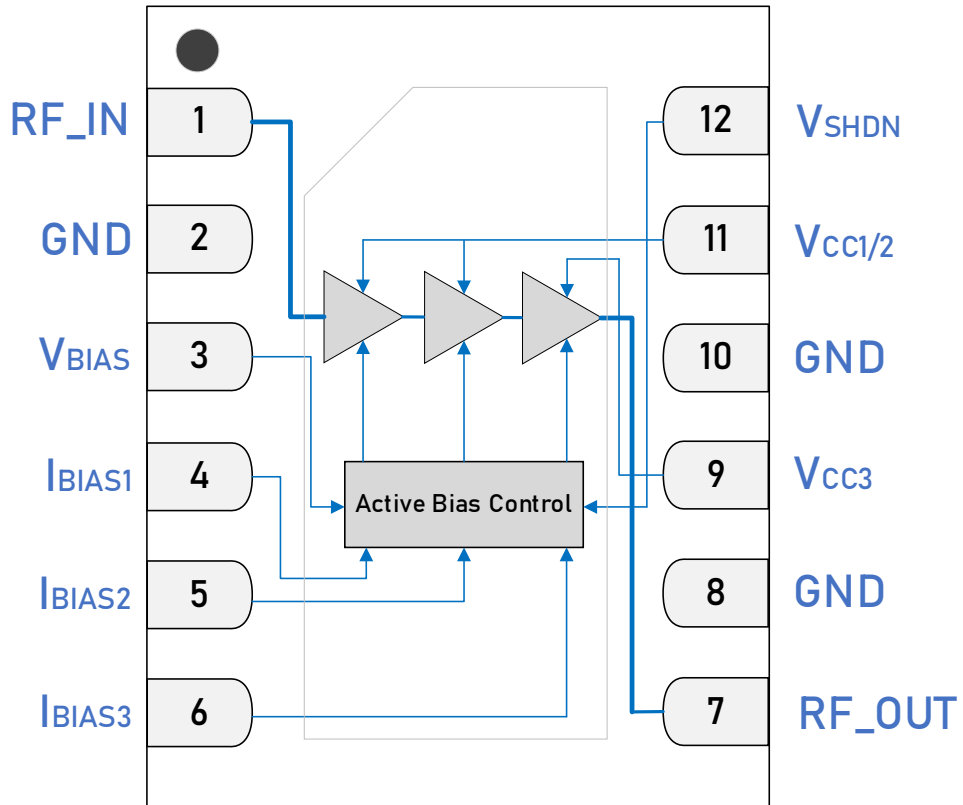 RF_IN 1 12 VSHDN
GND 2 11 VCC1/2
VBIAS 3 10 GND
IBIAS1 4 9 VCC3
Active Bias Control
IBIAS2 5 8 GND
IBIAS3 6 7 RF_OUT